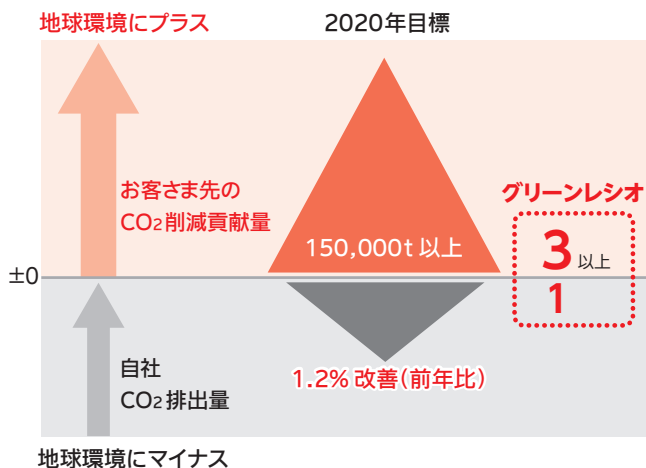 地球環境にプラス
2020年目標
お客さま先の
CO2削減貢献量
グリーンレシオ
150,000t 以上
3 以上
±0
1
自社
CO2排出量
1.2% 改善(前年比)
地球環境にマイナス